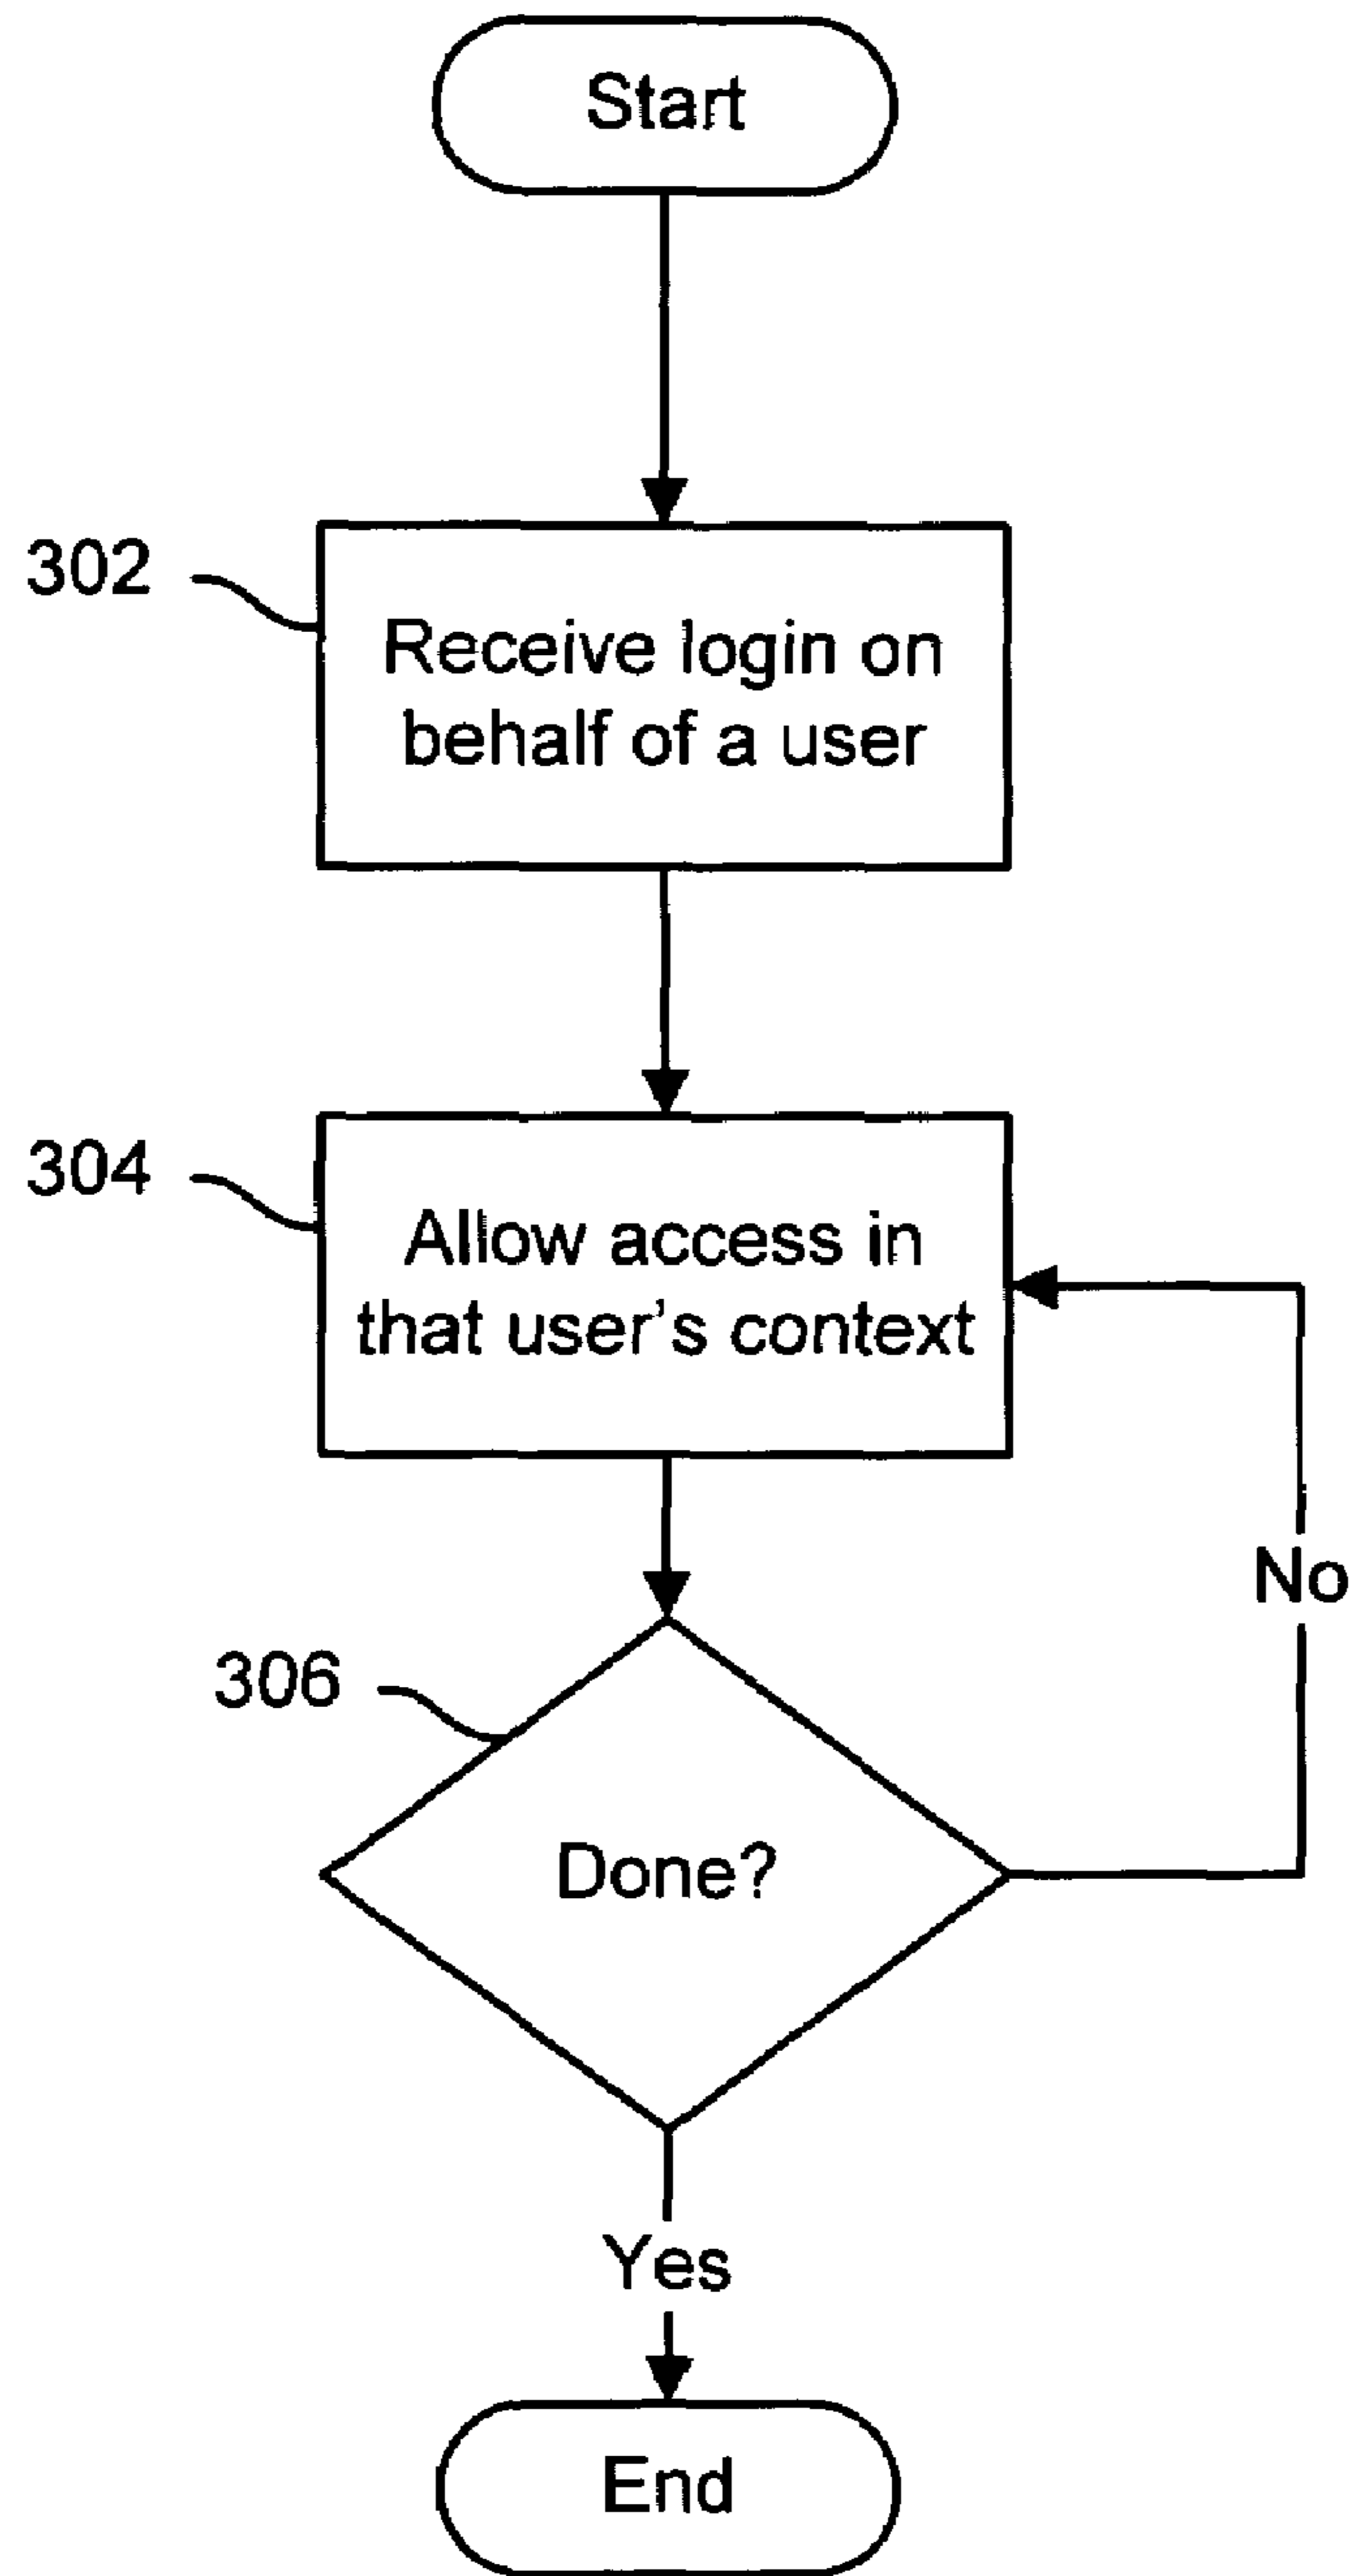 Start
302
Receive login on
behalf of a user
304
Allow access in
that user's context
No
306
Done?
Yes
End